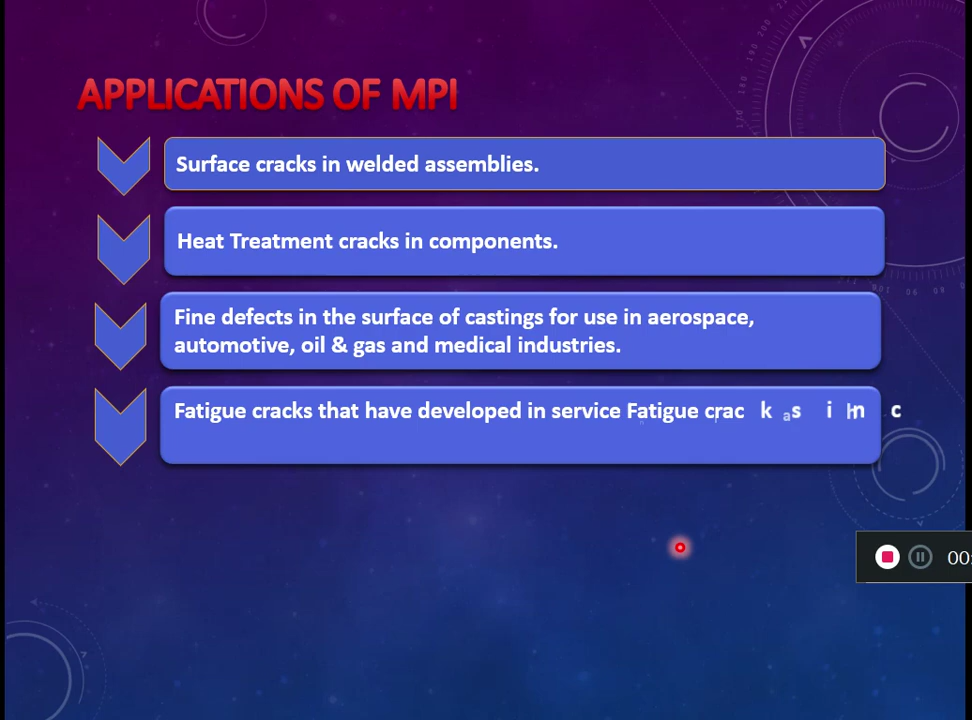 APPLICATIONS OF MPI
Surface cracks in welded assemblies.
Heat Treatment cracks in components.
Fine defects in the surface of castings for use in aerospace,
automotive, oil & gas and medical industries.
Fatigue cracks that have developed in service Fatigue
00: